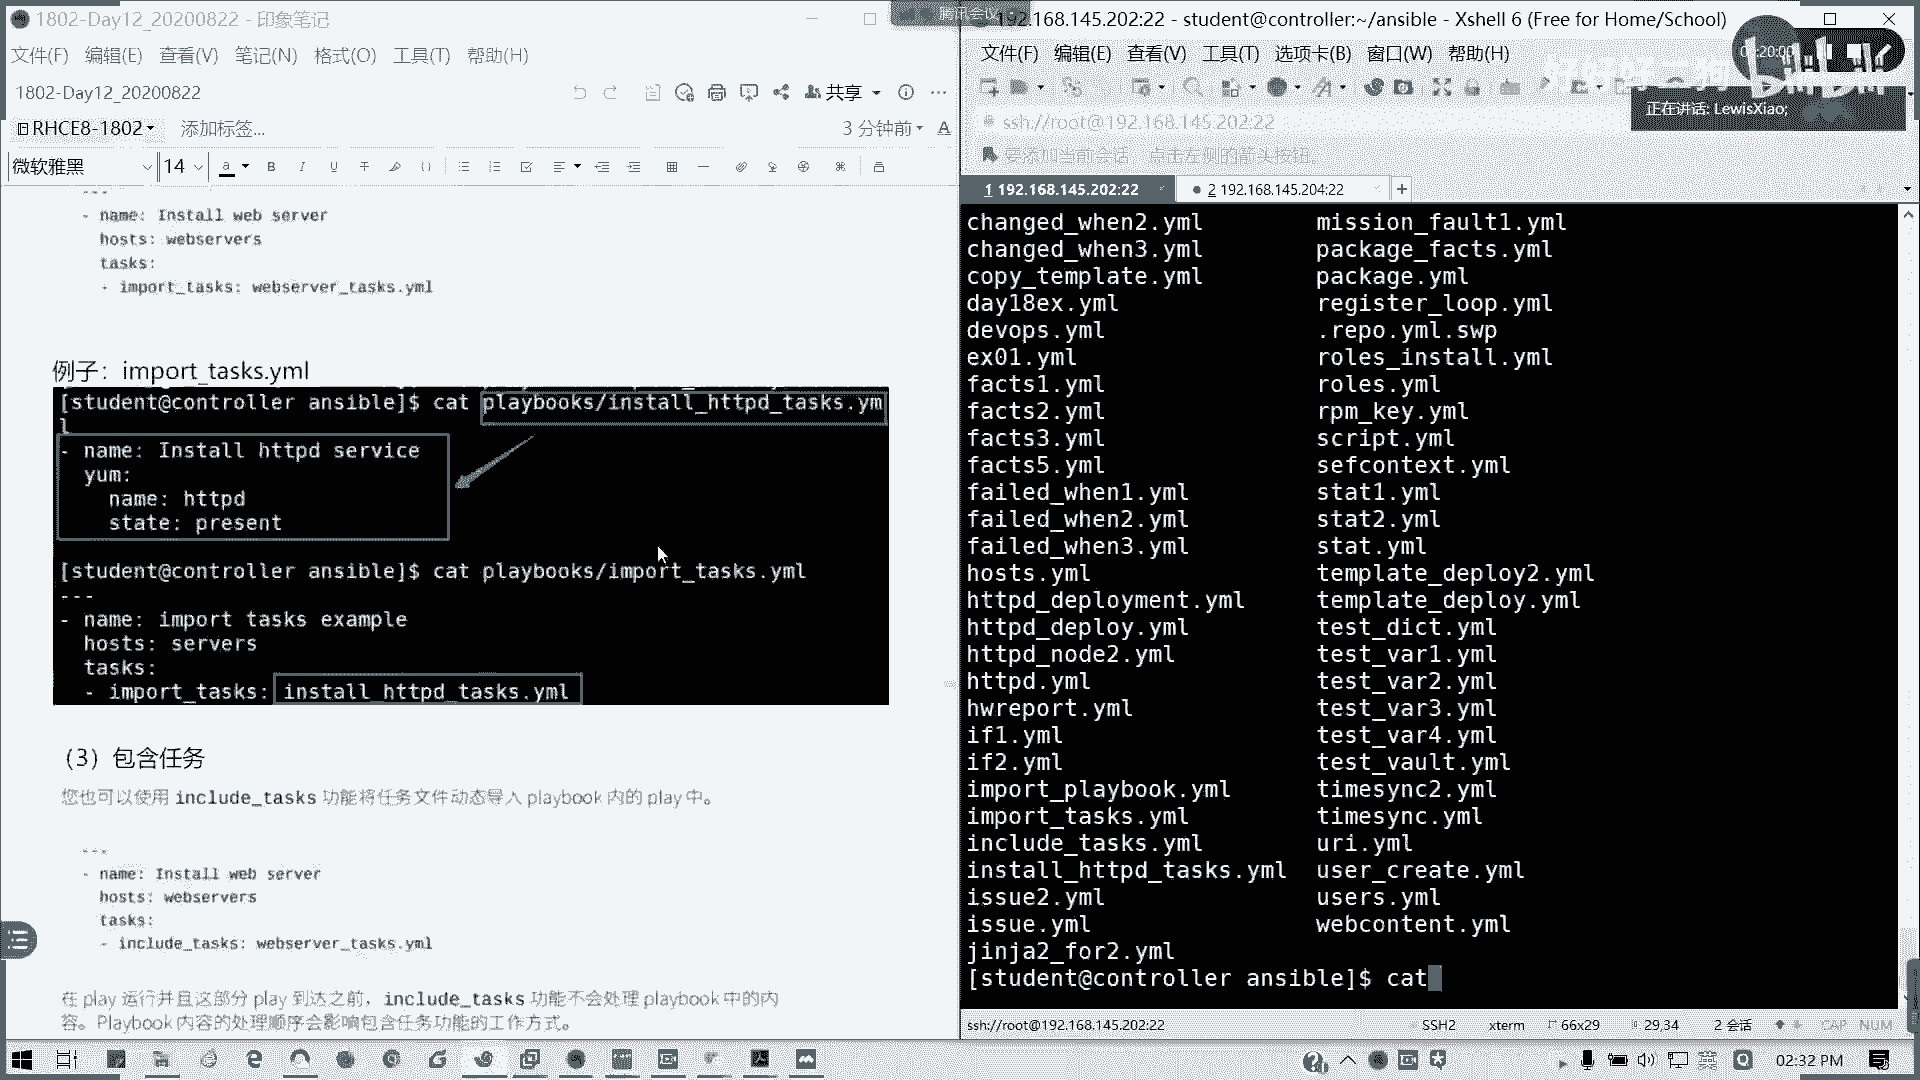 1802-Day12_20200822 - 印象笔记
文件(F) 编辑(E) 查看(V) 笔记(N) 格式(O) 工具(T) 帮助(H)
1802-Day12_20200822
共享
RHCE8-1802
添加标签...
3 分钟前
微软雅黑
14
---
- name: Install web server
hosts: webservers
tasks:
- import_tasks: webserver_tasks.yml
例子：import_tasks.yml
[student@controller ansible]$ cat playbooks/install_httpd_tasks.ym
l
- name: Install httpd service
yum:
name: httpd
state: present
[student@controller ansible]$ cat playbooks/import_tasks.yml
---
- name: import tasks example
hosts: servers
tasks:
- import_tasks: install_httpd_tasks.yml
（3）包含任务
您也可以使用 include_tasks 功能将任务文件动态导入 playbook 内的 play 中。
---
- name: Install web server
hosts: webservers
tasks:
- include_tasks: webserver_tasks.yml
在 play 运行并且这部分 play 到达之前，include_tasks 功能不会处理 playbook 中的内
容。Playbook 内容的处理顺序会影响包含任务功能的工作方式。
腾讯会议
192.168.145.202:22 - student@controller:~/ansible - Xshell 6 (Free for Home/School)
文件(F) 编辑(E) 查看(V) 工具(T) 选项卡(B) 窗口(W) 帮助(H)
20:00
bilibili
正在讲话: LewisXiao;
ssh://root@192.168.145.202:22
要添加当前会话，点击左侧的箭头按钮。
1 192.168.145.202:22
2 192.168.145.204:22
changed_when2.yml mission_fault1.yml
changed_when3.yml package_facts.yml
copy_template.yml package.yml
day18ex.yml register_loop.yml
devops.yml .repo.yml.swp
ex01.yml roles_install.yml
facts1.yml roles.yml
facts2.yml rpm_key.yml
facts3.yml script.yml
facts5.yml sefcontext.yml
failed_when1.yml stat1.yml
failed_when2.yml stat2.yml
failed_when3.yml stat.yml
hosts.yml template_deploy2.yml
httpd_deployment.yml template_deploy.yml
httpd_deploy.yml test_dict.yml
httpd_node2.yml test_var1.yml
httpd.yml test_var2.yml
hwreport.yml test_var3.yml
if1.yml test_var4.yml
if2.yml test_vault.yml
import_playbook.yml timesync2.yml
import_tasks.yml timesync.yml
include_tasks.yml uri.yml
install_httpd_tasks.yml user_create.yml
issue2.yml users.yml
issue.yml webcontent.yml
jinja2_for2.yml
[student@controller ansible]$ cat
ssh://root@192.168.145.202:22
SSH2 xterm 66x29 29,34 2 会话 CAP NUM
英 02:32 PM